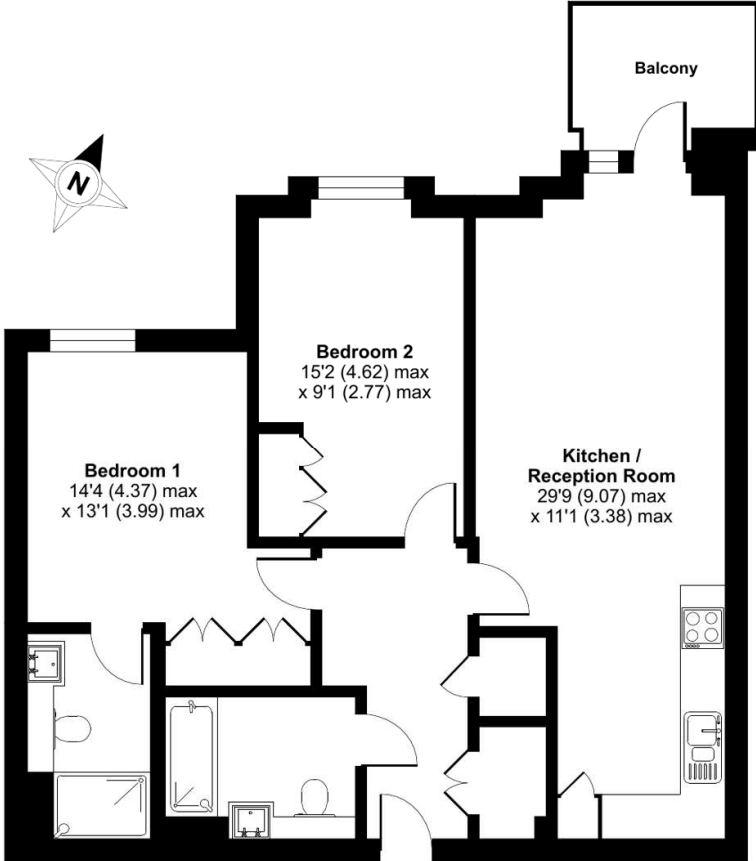 Balcony
N
Bedroom 2
15'2 (4.62) max
x 9'1 (2.77) max
Bedroom 1
14'4 (4.37) max
x 13'1 (3.99) max
Kitchen /
Reception Room
29'9 (9.07) max
x 11'1 (3.38) max